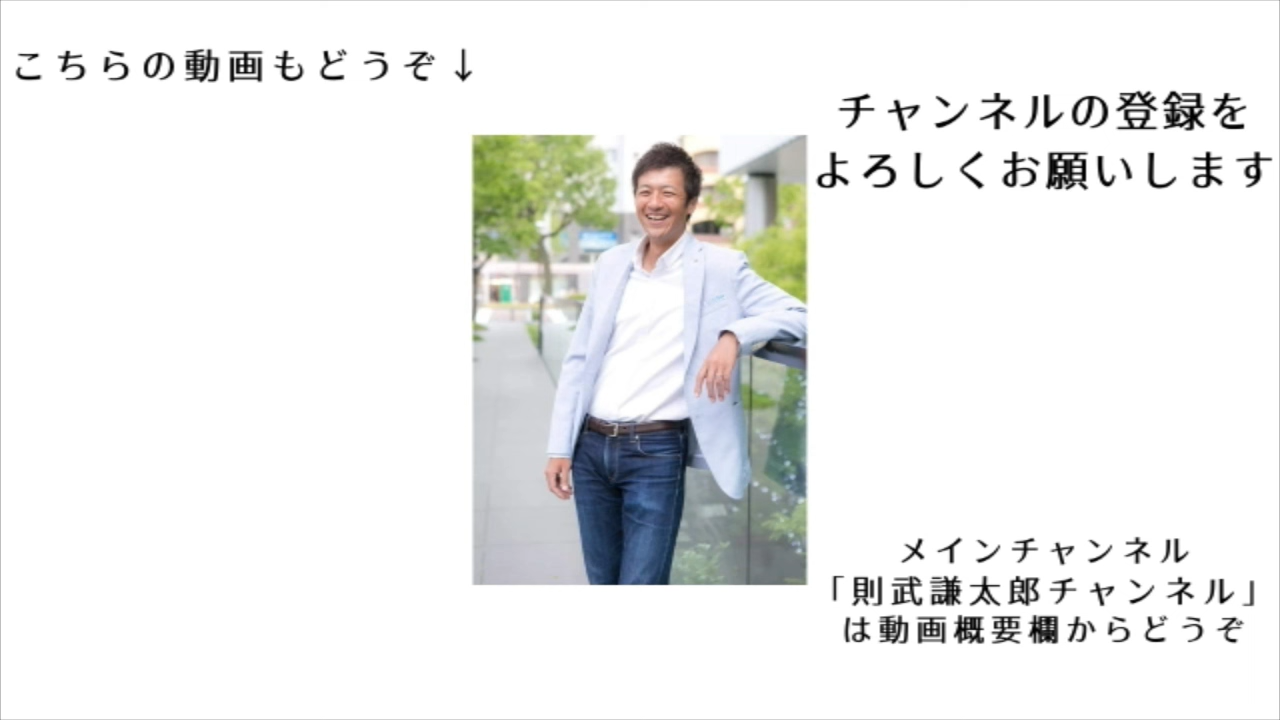 こちらの動画もどうぞ↓
チャンネルの登録を
よろしくお願いします
メインチャンネル
「則武謙太郎チャンネル」
は動画概要欄からどうぞ